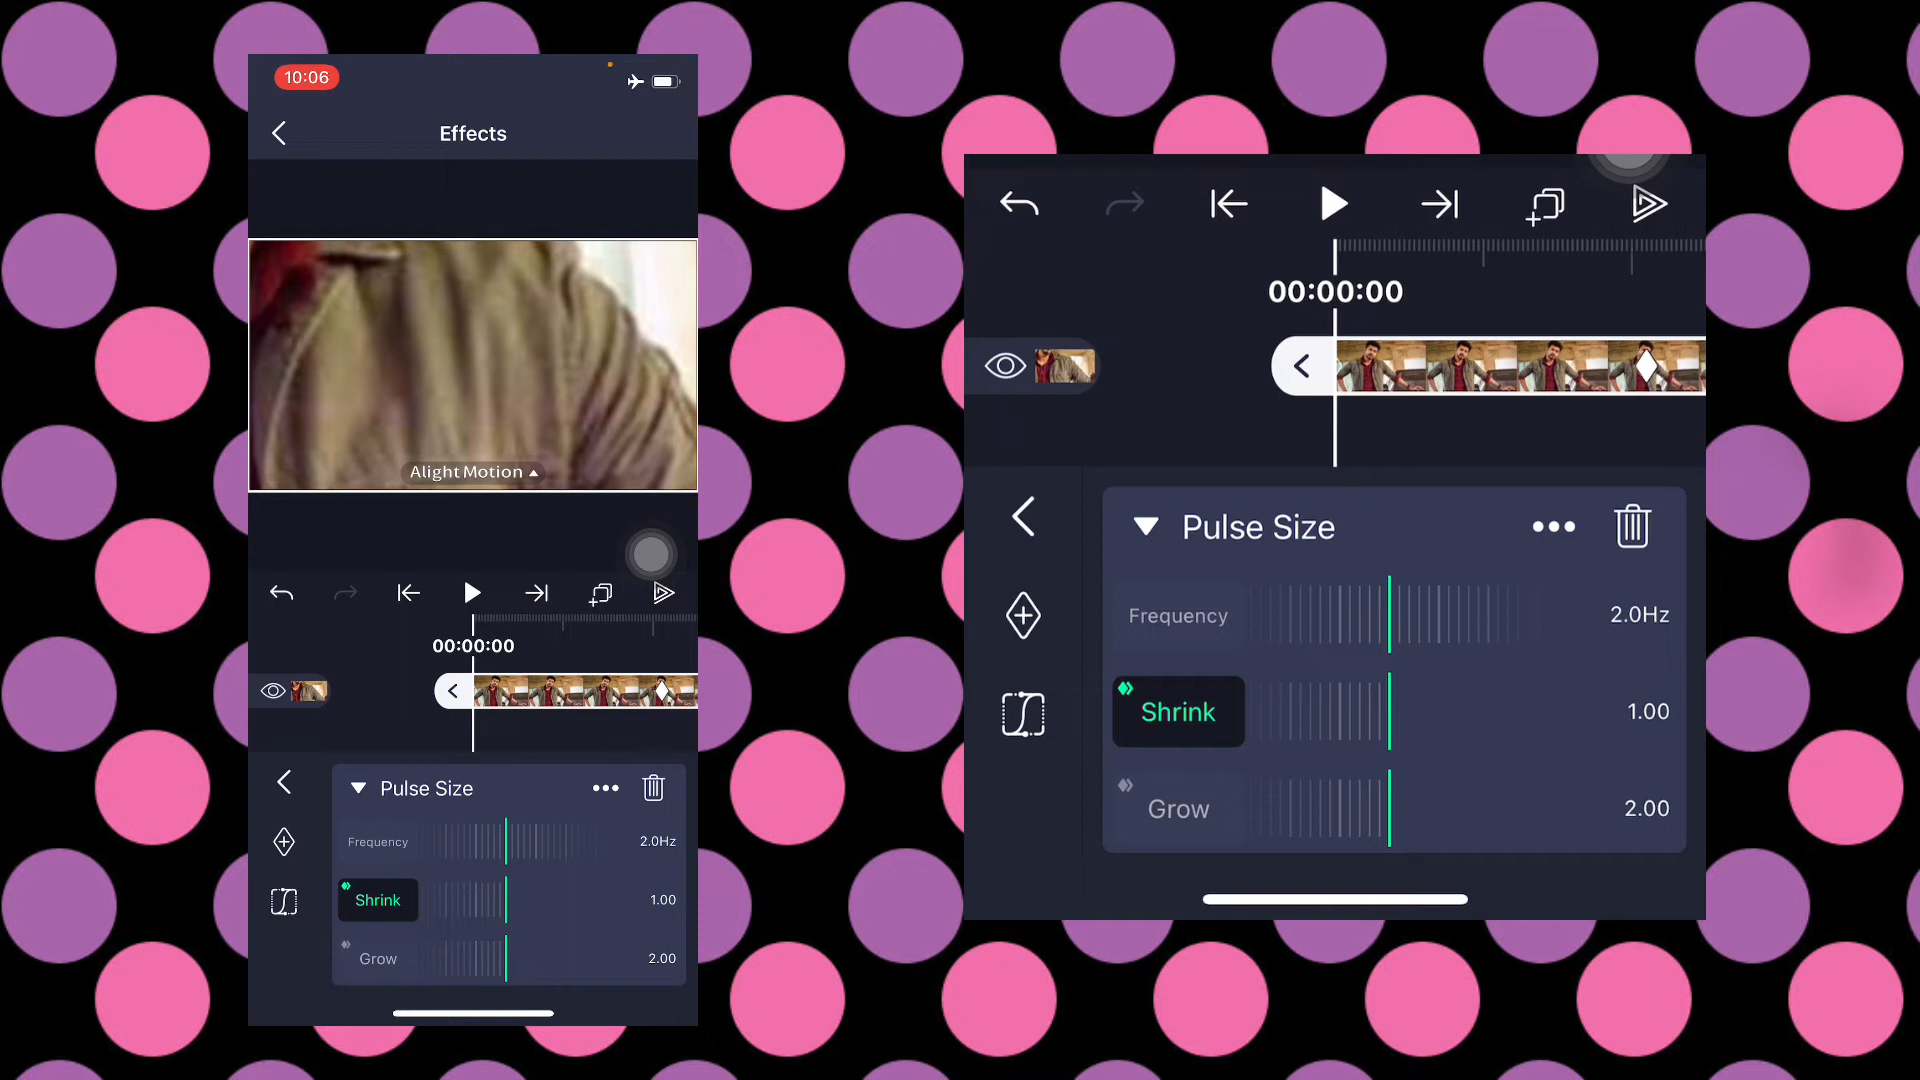 10:06
Effects
Alight Motion
00:00:00
Pulse Size
Frequency
2.0Hz
Shrink
1.00
Grow
2.00
00:00:00
Pulse Size
Frequency
2.0Hz
Shrink
1.00
Grow
2.00